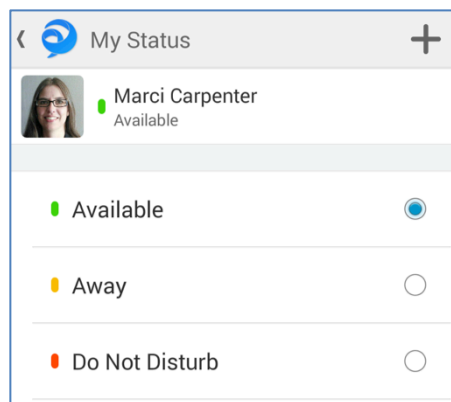 My Status
Marci Carpenter
Available
Available
Away
Do Not Disturb